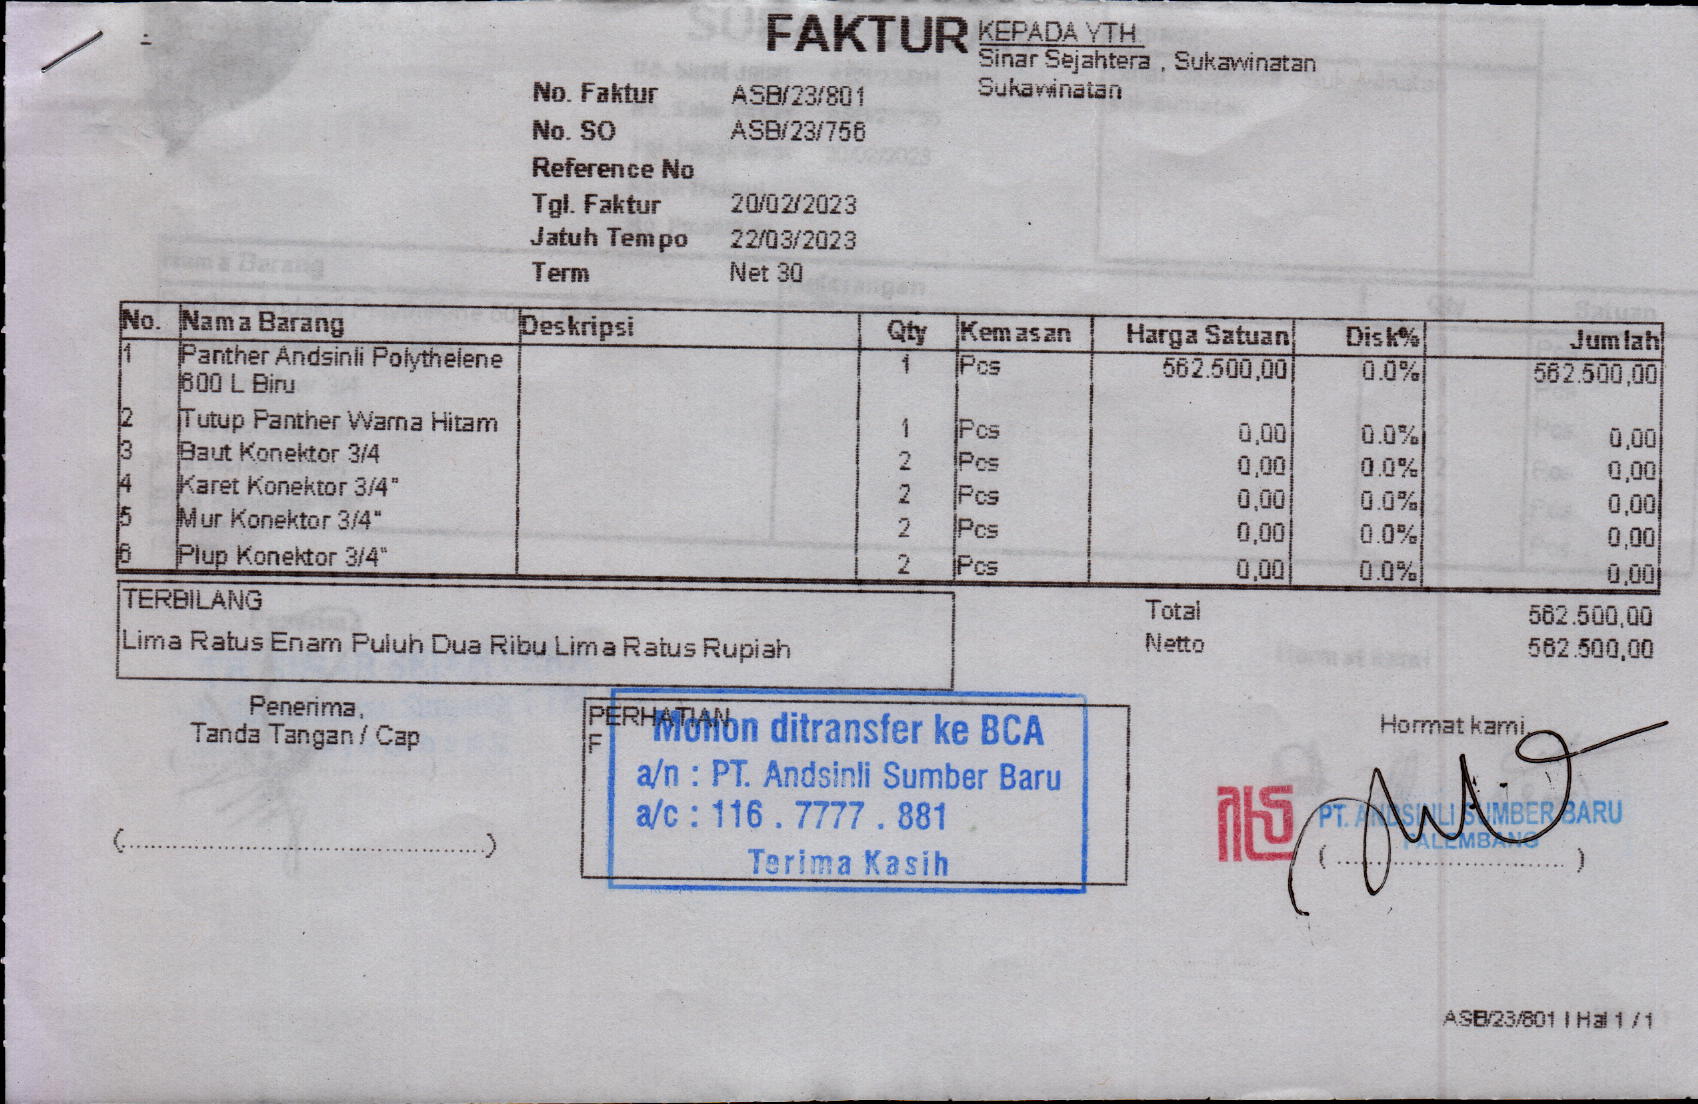 FAKTUR
KEPADA YTH
Sinar Sejahtera , Sukawinatan
Sukawinatan
No. Faktur ASB/23/801
No. SO ASB/23/756
Reference No
Tgl. Faktur 20/02/2023
Jatuh Tempo 22/03/2023
Term Net 30
No. Nama Barang Deskripsi Qty Kemasan Harga Satuan Disk% Jumlah
1 Panther Andsinli Polythelene 1 Pcs 562.500,00 0.0% 562.500,00
600 L Biru
2 Tutup Panther Warna Hitam 1 Pcs 0,00 0.0% 0,00
3 Baut Konektor 3/4 2 Pcs 0,00 0.0% 0,00
4 Karet Konektor 3/4" 2 Pcs 0,00 0.0% 0,00
5 Mur Konektor 3/4" 2 Pcs 0,00 0.0% 0,00
6 Plup Konektor 3/4" 2 Pcs 0,00 0.0% 0,00
TERBILANG
Lima Ratus Enam Puluh Dua Ribu Lima Ratus Rupiah
Total 562.500,00
Netto 562.500,00
Penerima,
Tanda Tangan / Cap
(................................................)
PERHATIAN
F
Mohon ditransfer ke BCA
a/n : PT. Andsinli Sumber Baru
a/c : 116 . 7777 . 881
Terima Kasih
Hormat kami,
PT. ANDSINLI SUMBER BARU
PALEMBANG
( .............................. )
ASB/23/801 | Hal 1 / 1